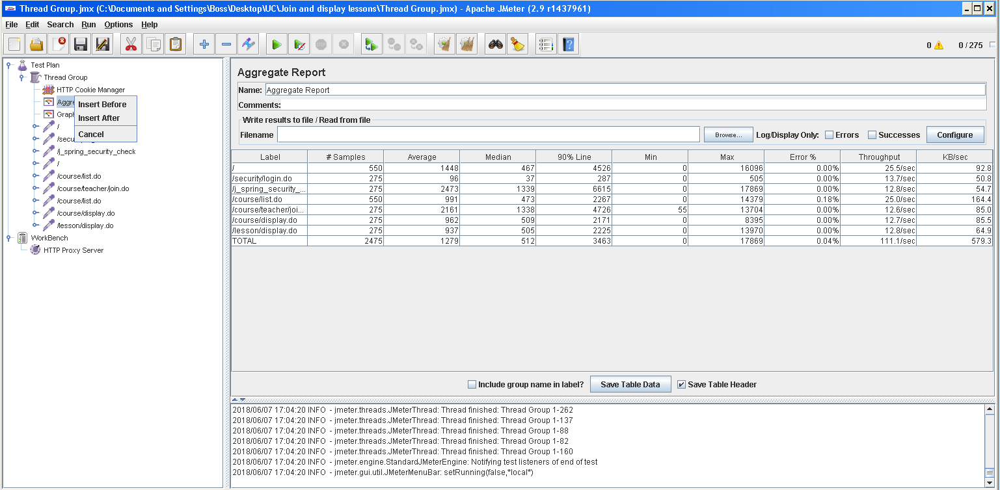 Thread Group.jmx (C:\Documents and Settings\Boss\Desktop\UC\Join and display lessons\Thread Group.jmx) - Apache JMeter (2.9 r1437961)
File Edit Search Run Options Help
0 0 / 275
Test Plan
Thread Group
HTTP Cookie Manager
Aggre
Graph
/
/secu
/j_spring_security_check
/
/course/list.do
/course/teacher/join.do
/course/list.do
/course/display.do
/lesson/display.do
WorkBench
HTTP Proxy Server
Insert Before
Insert After
Cancel
Aggregate Report
Name: Aggregate Report
Comments:
Write results to file / Read from file
Filename Browse... Log/Display Only: Errors Successes Configure
Label # Samples Average Median 90% Line Min Max Error % Throughput KB/sec
/ 550 1448 467 4526 0 16096 0.00% 25.5/sec 92.8
/security/login.do 275 96 37 287 0 505 0.00% 13.7/sec 50.8
/j_spring_security_... 275 2473 1339 6615 0 17869 0.00% 12.8/sec 54.7
/course/list.do 550 991 473 2267 0 14379 0.18% 25.0/sec 164.4
/course/teacher/joi... 275 2161 1338 4726 55 13704 0.00% 12.6/sec 85.0
/course/display.do 275 962 509 2171 0 8395 0.00% 12.7/sec 85.5
/lesson/display.do 275 937 505 2225 0 13970 0.00% 12.8/sec 64.9
TOTAL 2475 1279 512 3463 0 17869 0.04% 111.1/sec 579.3
Include group name in label? Save Table Data Save Table Header
2018/06/07 17:04:20 INFO - jmeter.threads.JMeterThread: Thread finished: Thread Group 1-262
2018/06/07 17:04:20 INFO - jmeter.threads.JMeterThread: Thread finished: Thread Group 1-137
2018/06/07 17:04:20 INFO - jmeter.threads.JMeterThread: Thread finished: Thread Group 1-88
2018/06/07 17:04:20 INFO - jmeter.threads.JMeterThread: Thread finished: Thread Group 1-82
2018/06/07 17:04:20 INFO - jmeter.threads.JMeterThread: Thread finished: Thread Group 1-160
2018/06/07 17:04:20 INFO - jmeter.engine.StandardJMeterEngine: Notifying test listeners of end of test
2018/06/07 17:04:20 INFO - jmeter.gui.util.JMeterMenuBar: setRunning(false,*local*)